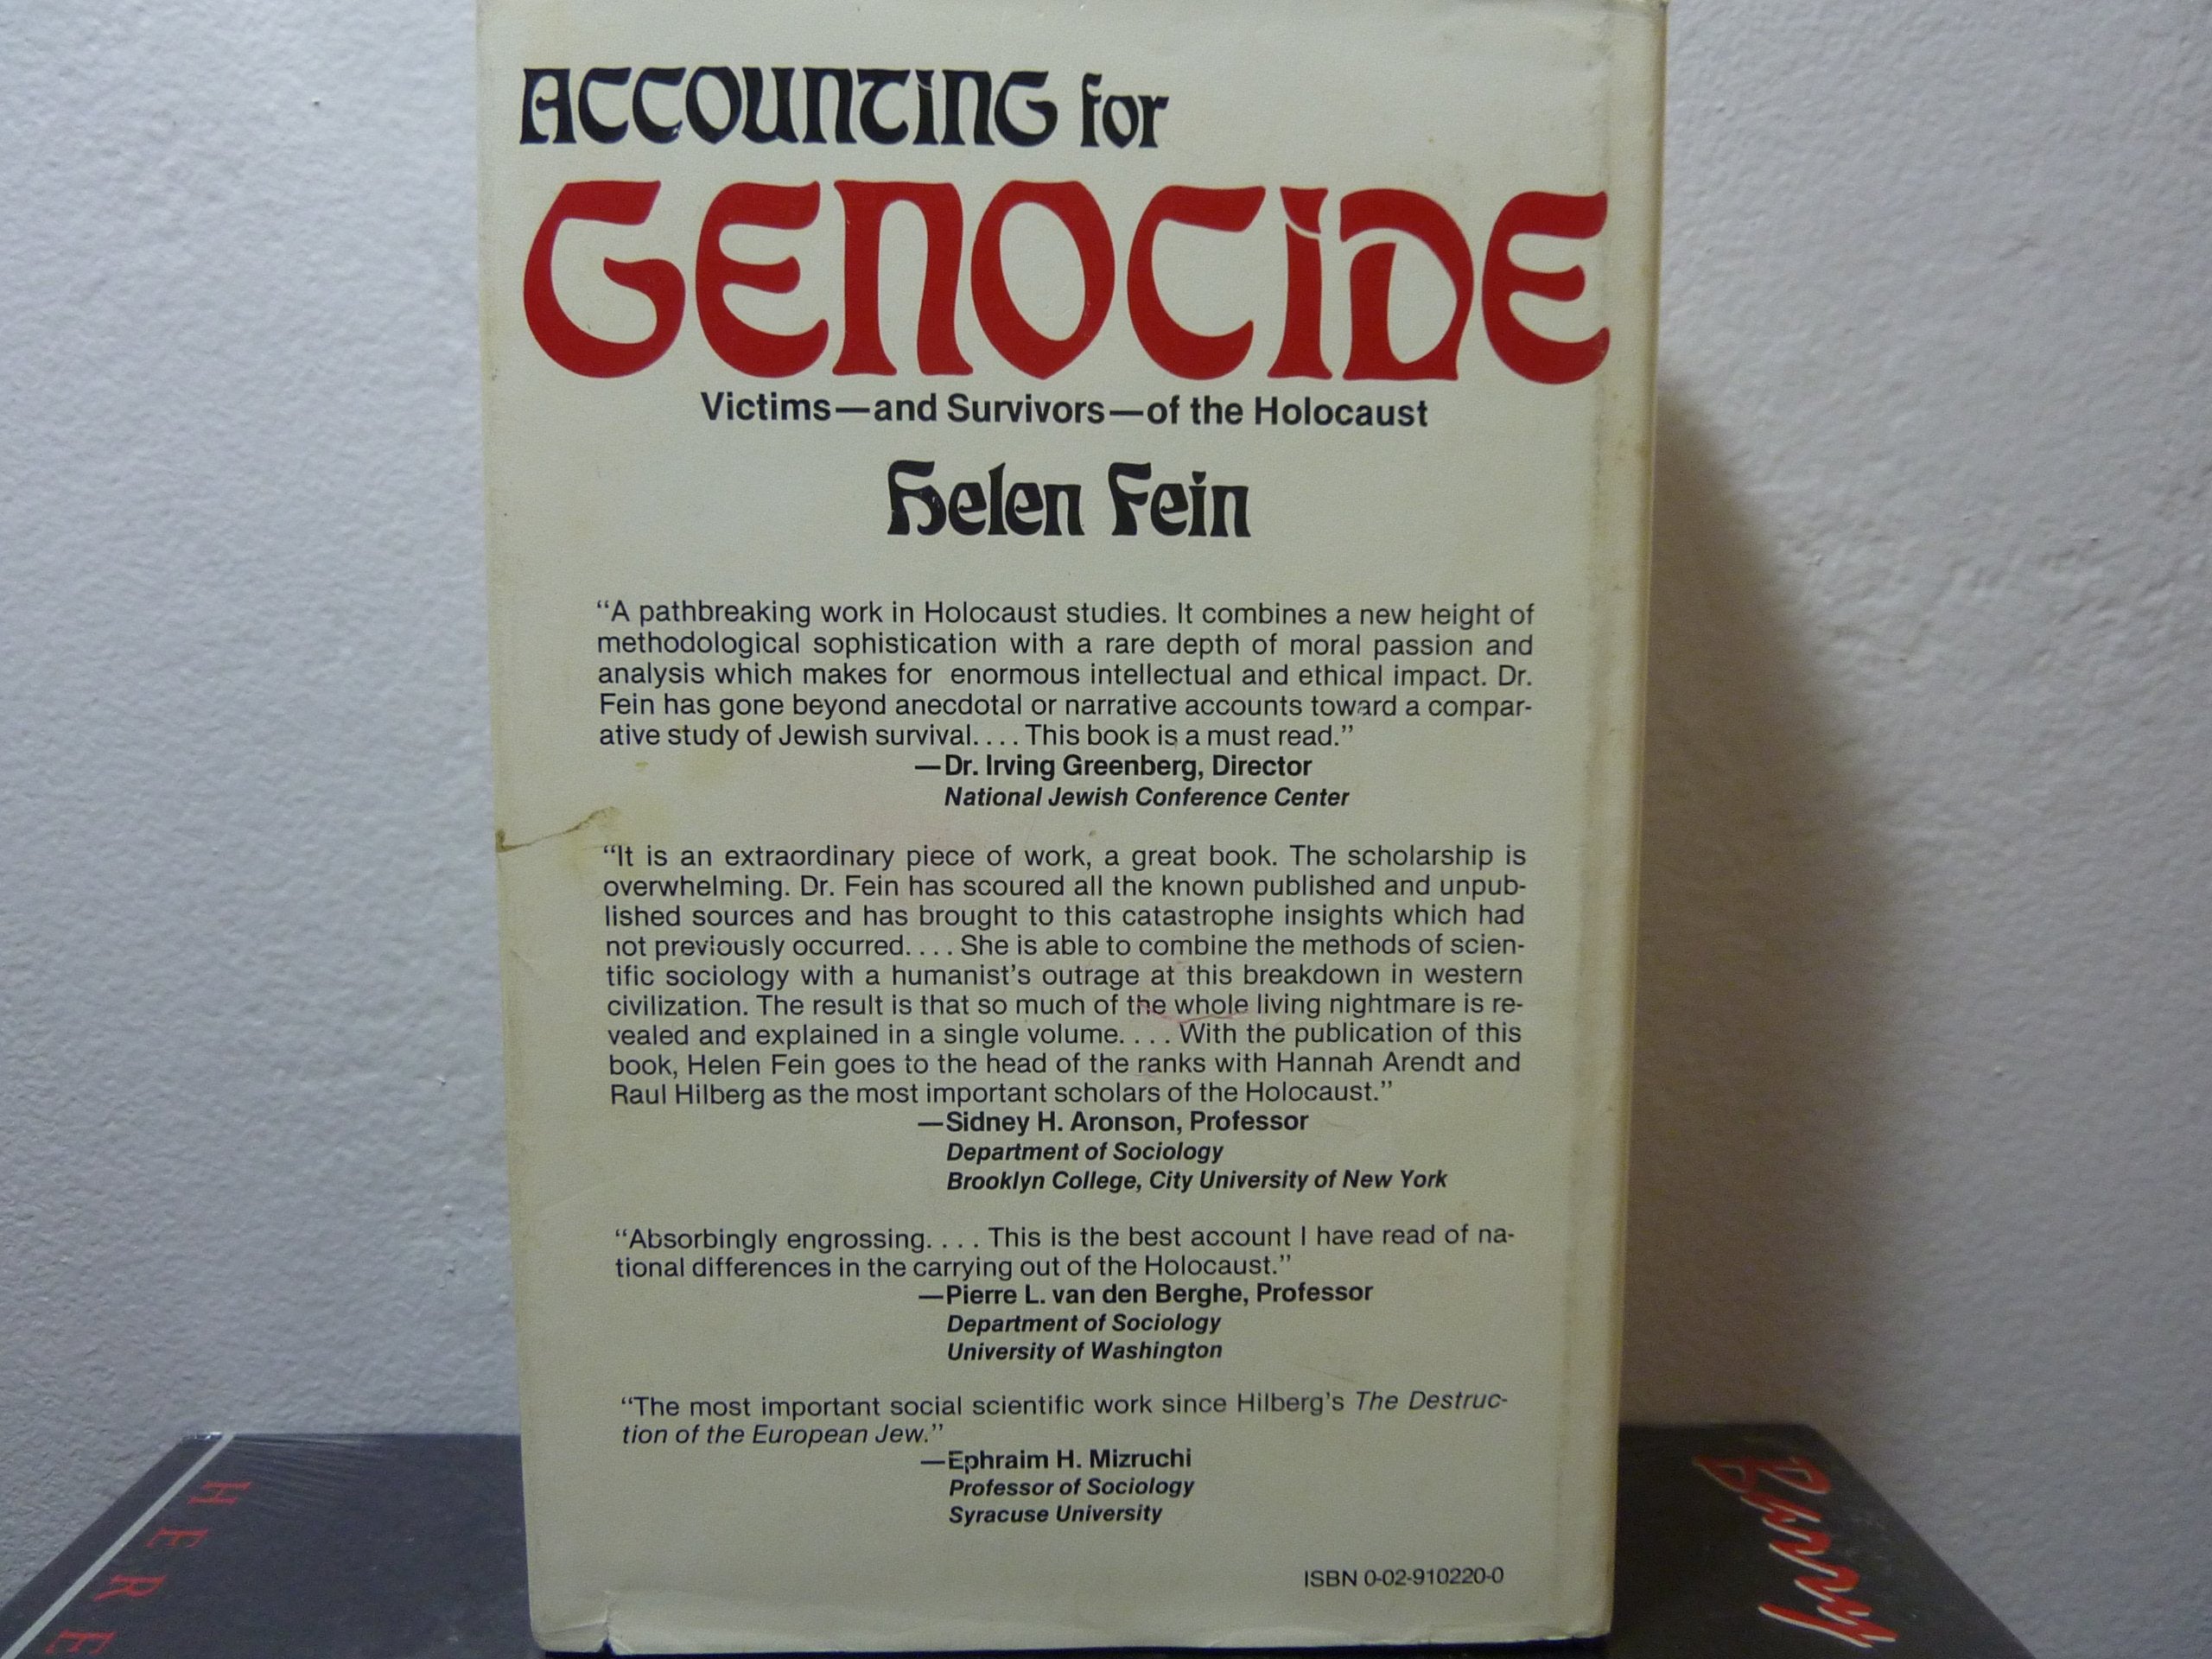 ACCOUNTING for
GENOCIDE
Victims—and Survivors—of the Holocaust
Helen Fein
“A pathbreaking work in Holocaust studies. It combines a new height of
methodological sophistication with a rare depth of moral passion and
analysis which makes for enormous intellectual and ethical impact. Dr.
Fein has gone beyond anecdotal or narrative accounts toward a compar-
ative study of Jewish survival. . . . This book is a must read.”
—Dr. Irving Greenberg, Director
National Jewish Conference Center
“It is an extraordinary piece of work, a great book. The scholarship is
overwhelming. Dr. Fein has scoured all the known published and unpub-
lished sources and has brought to this catastrophe insights which had
not previously occurred. . . . She is able to combine the methods of scien-
tific sociology with a humanist’s outrage at this breakdown in western
civilization. The result is that so much of the whole living nightmare is re-
vealed and explained in a single volume. . . . With the publication of this
book, Helen Fein goes to the head of the ranks with Hannah Arendt and
Raul Hilberg as the most important scholars of the Holocaust.”
—Sidney H. Aronson, Professor
Department of Sociology
Brooklyn College, City University of New York
“Absorbingly engrossing. . . . This is the best account I have read of na-
tional differences in the carrying out of the Holocaust.”
—Pierre L. van den Berghe, Professor
Department of Sociology
University of Washington
“The most important social scientific work since Hilberg’s The Destruc-
tion of the European Jew.”
—Ephraim H. Mizruchi
Professor of Sociology
Syracuse University
ISBN 0-02-910220-0
HERE
Barry